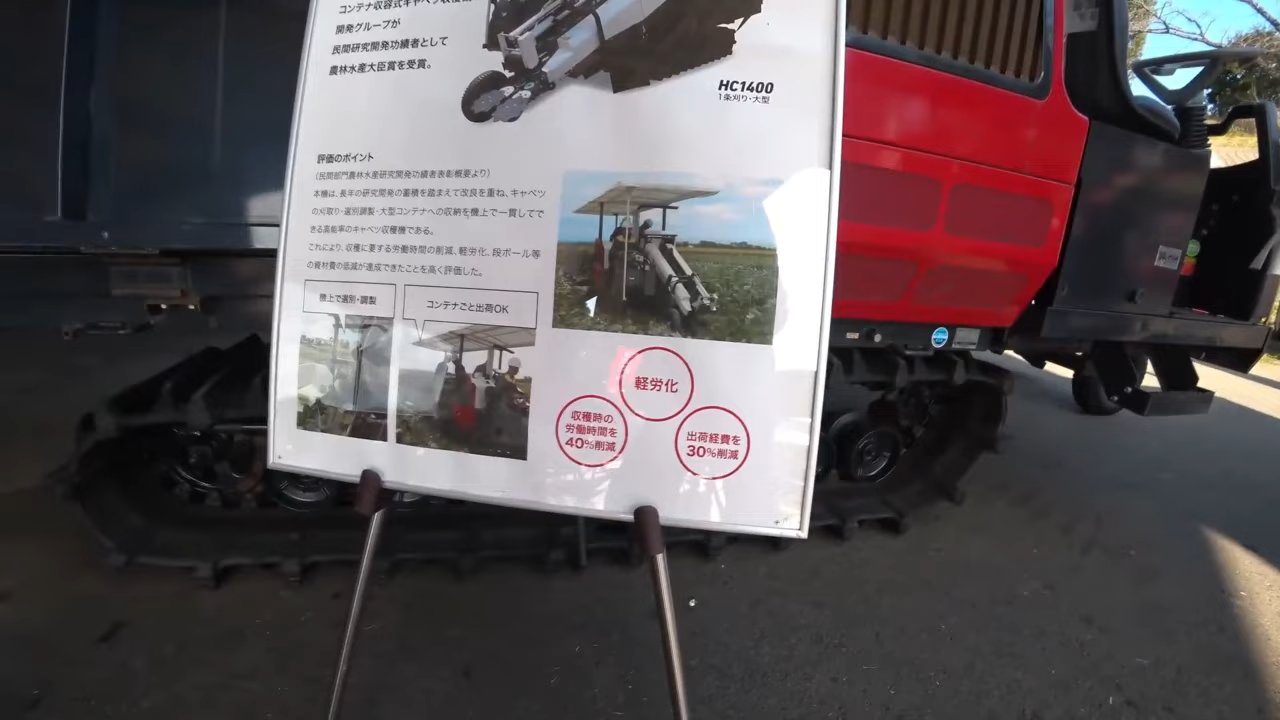 コンテナ収容式キャベツ収穫機
開発グループが
民間研究開発功績者として
農林水産大臣賞を受賞。
HC1400
1条刈り・大型
評価のポイント
(民間部門農林水産研究開発功績者表彰概要より)
本機は、長年の研究開発の蓄積を踏まえて改良を重ね、キャベツ
の刈取り・選別調製・大型コンテナへの収納を機上で一貫してで
きる高能率のキャベツ収穫機である。
これにより、収穫に要する労働時間の削減、軽労化、段ボール等
の資材費の低減が達成できたことを高く評価した。
機上で選別・調製
コンテナごと出荷OK
軽労化
収穫時の
労働時間を
40%削減
出荷経費を
30%削減